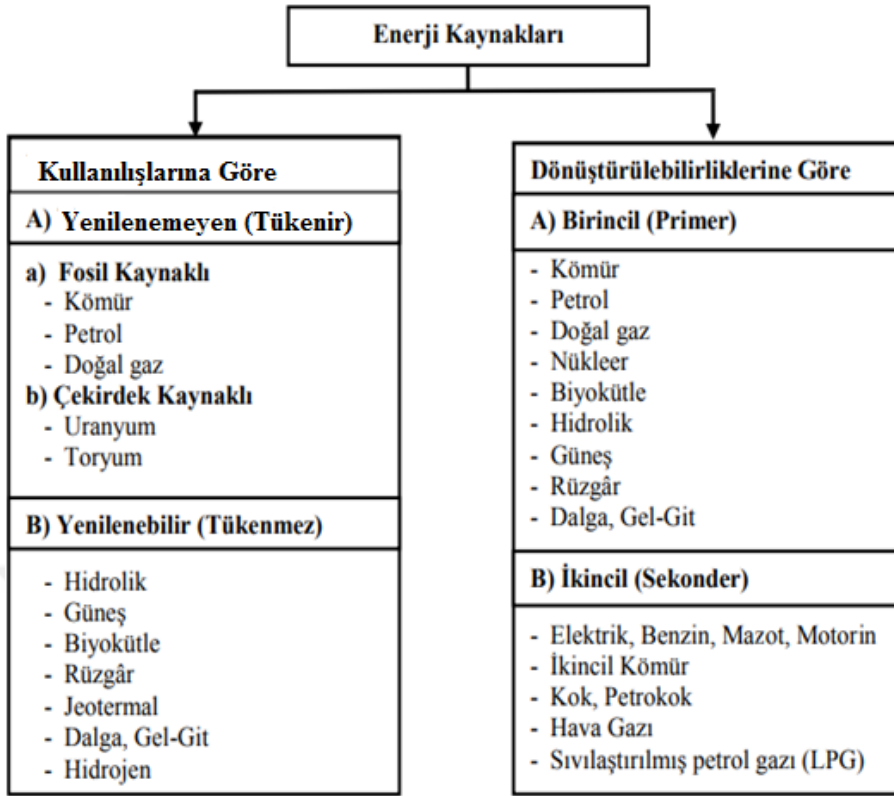 Enerji Kaynakları
Kullanılışlarına Göre
A) Yenilenemeyen (Tükenir)
a) Fosil Kaynaklı
- Kömür
- Petrol
- Doğal gaz
b) Çekirdek Kaynaklı
- Uranyum
- Toryum
B) Yenilenebilir (Tükenmez)
- Hidrolik
- Güneş
- Biyokütle
- Rüzgâr
- Jeotermal
- Dalga, Gel-Git
- Hidrojen
Dönüştürülebilirliklerine Göre
A) Birincil (Primer)
- Kömür
- Petrol
- Doğal gaz
- Nükleer
- Biyokütle
- Hidrolik
- Güneş
- Rüzgâr
- Dalga, Gel-Git
B) İkincil (Sekonder)
- Elektrik, Benzin, Mazot, Motorin
- İkincil Kömür
- Kok, Petrokok
- Hava Gazı
- Sıvılaştırılmış petrol gazı (LPG)